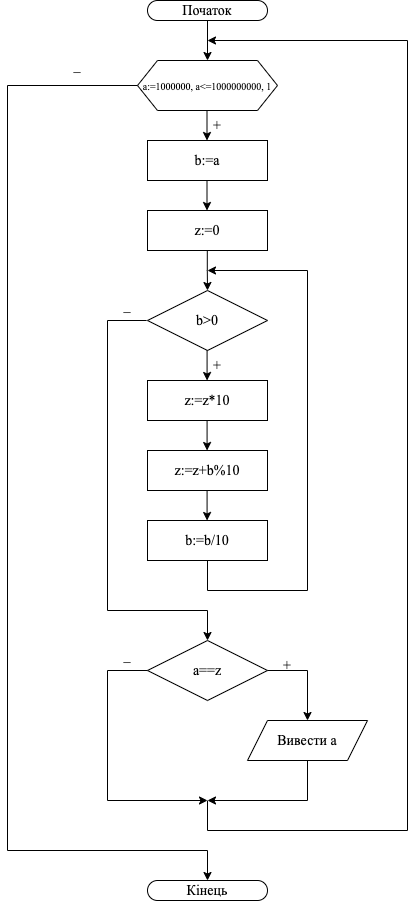 Початок
–
a:=1000000, a<=1000000000, 1
+
b:=a
z:=0
–
b>0
+
z:=z*10
z:=z+b%10
b:=b/10
–
a==z
+
Вивести a
Кінець